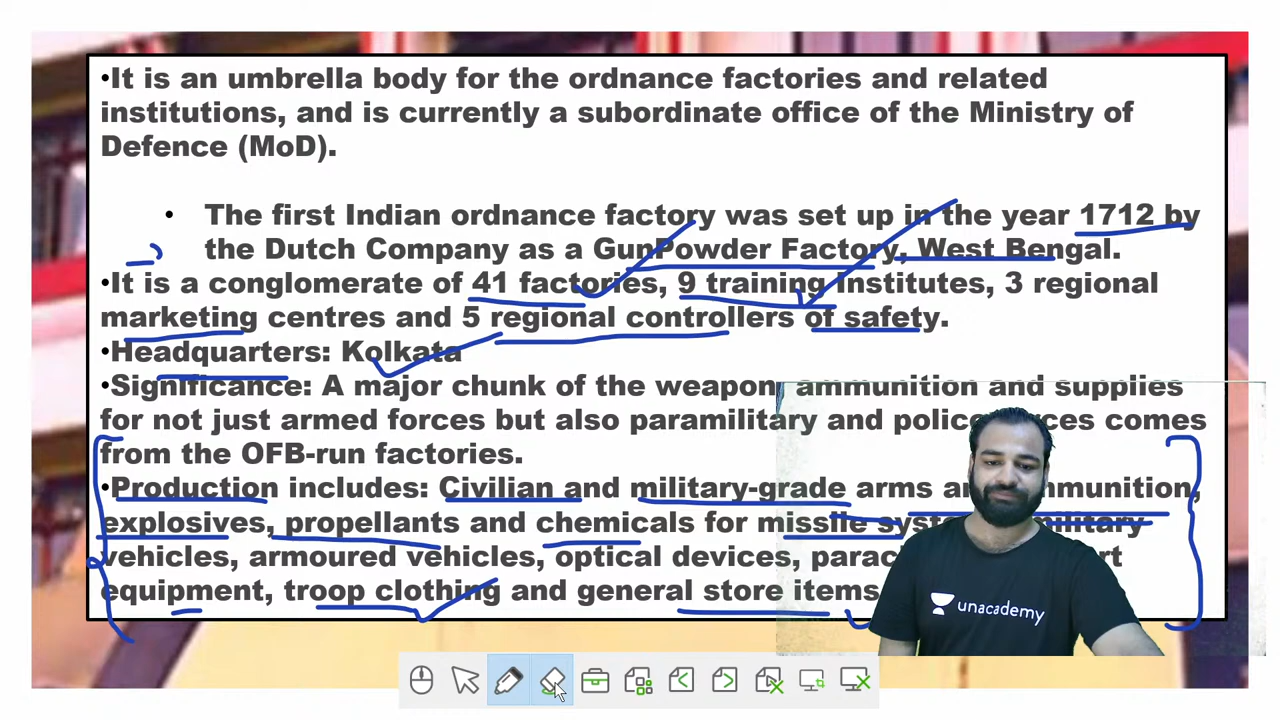 •It is an umbrella body for the ordnance factories and related
institutions, and is currently a subordinate office of the Ministry of
Defence (MoD).
• The first Indian ordnance factory was set up in the year 1712 by
the Dutch Company as a GunPowder Factory, West Bengal.
•It is a conglomerate of 41 factories, 9 training institutes, 3 regional
marketing centres and 5 regional controllers of safety.
•Headquarters: Kolkata
•Significance: A major chunk of the weapon, ammunition and supplies
for not just armed forces but also paramilitary and police forces comes
from the OFB-run factories.
•Production includes: Civilian and military-grade arms and ammunition,
explosives, propellants and chemicals for missile systems, military
vehicles, armoured vehicles, optical devices,
equipment, troop clothing and general store items
unacademy